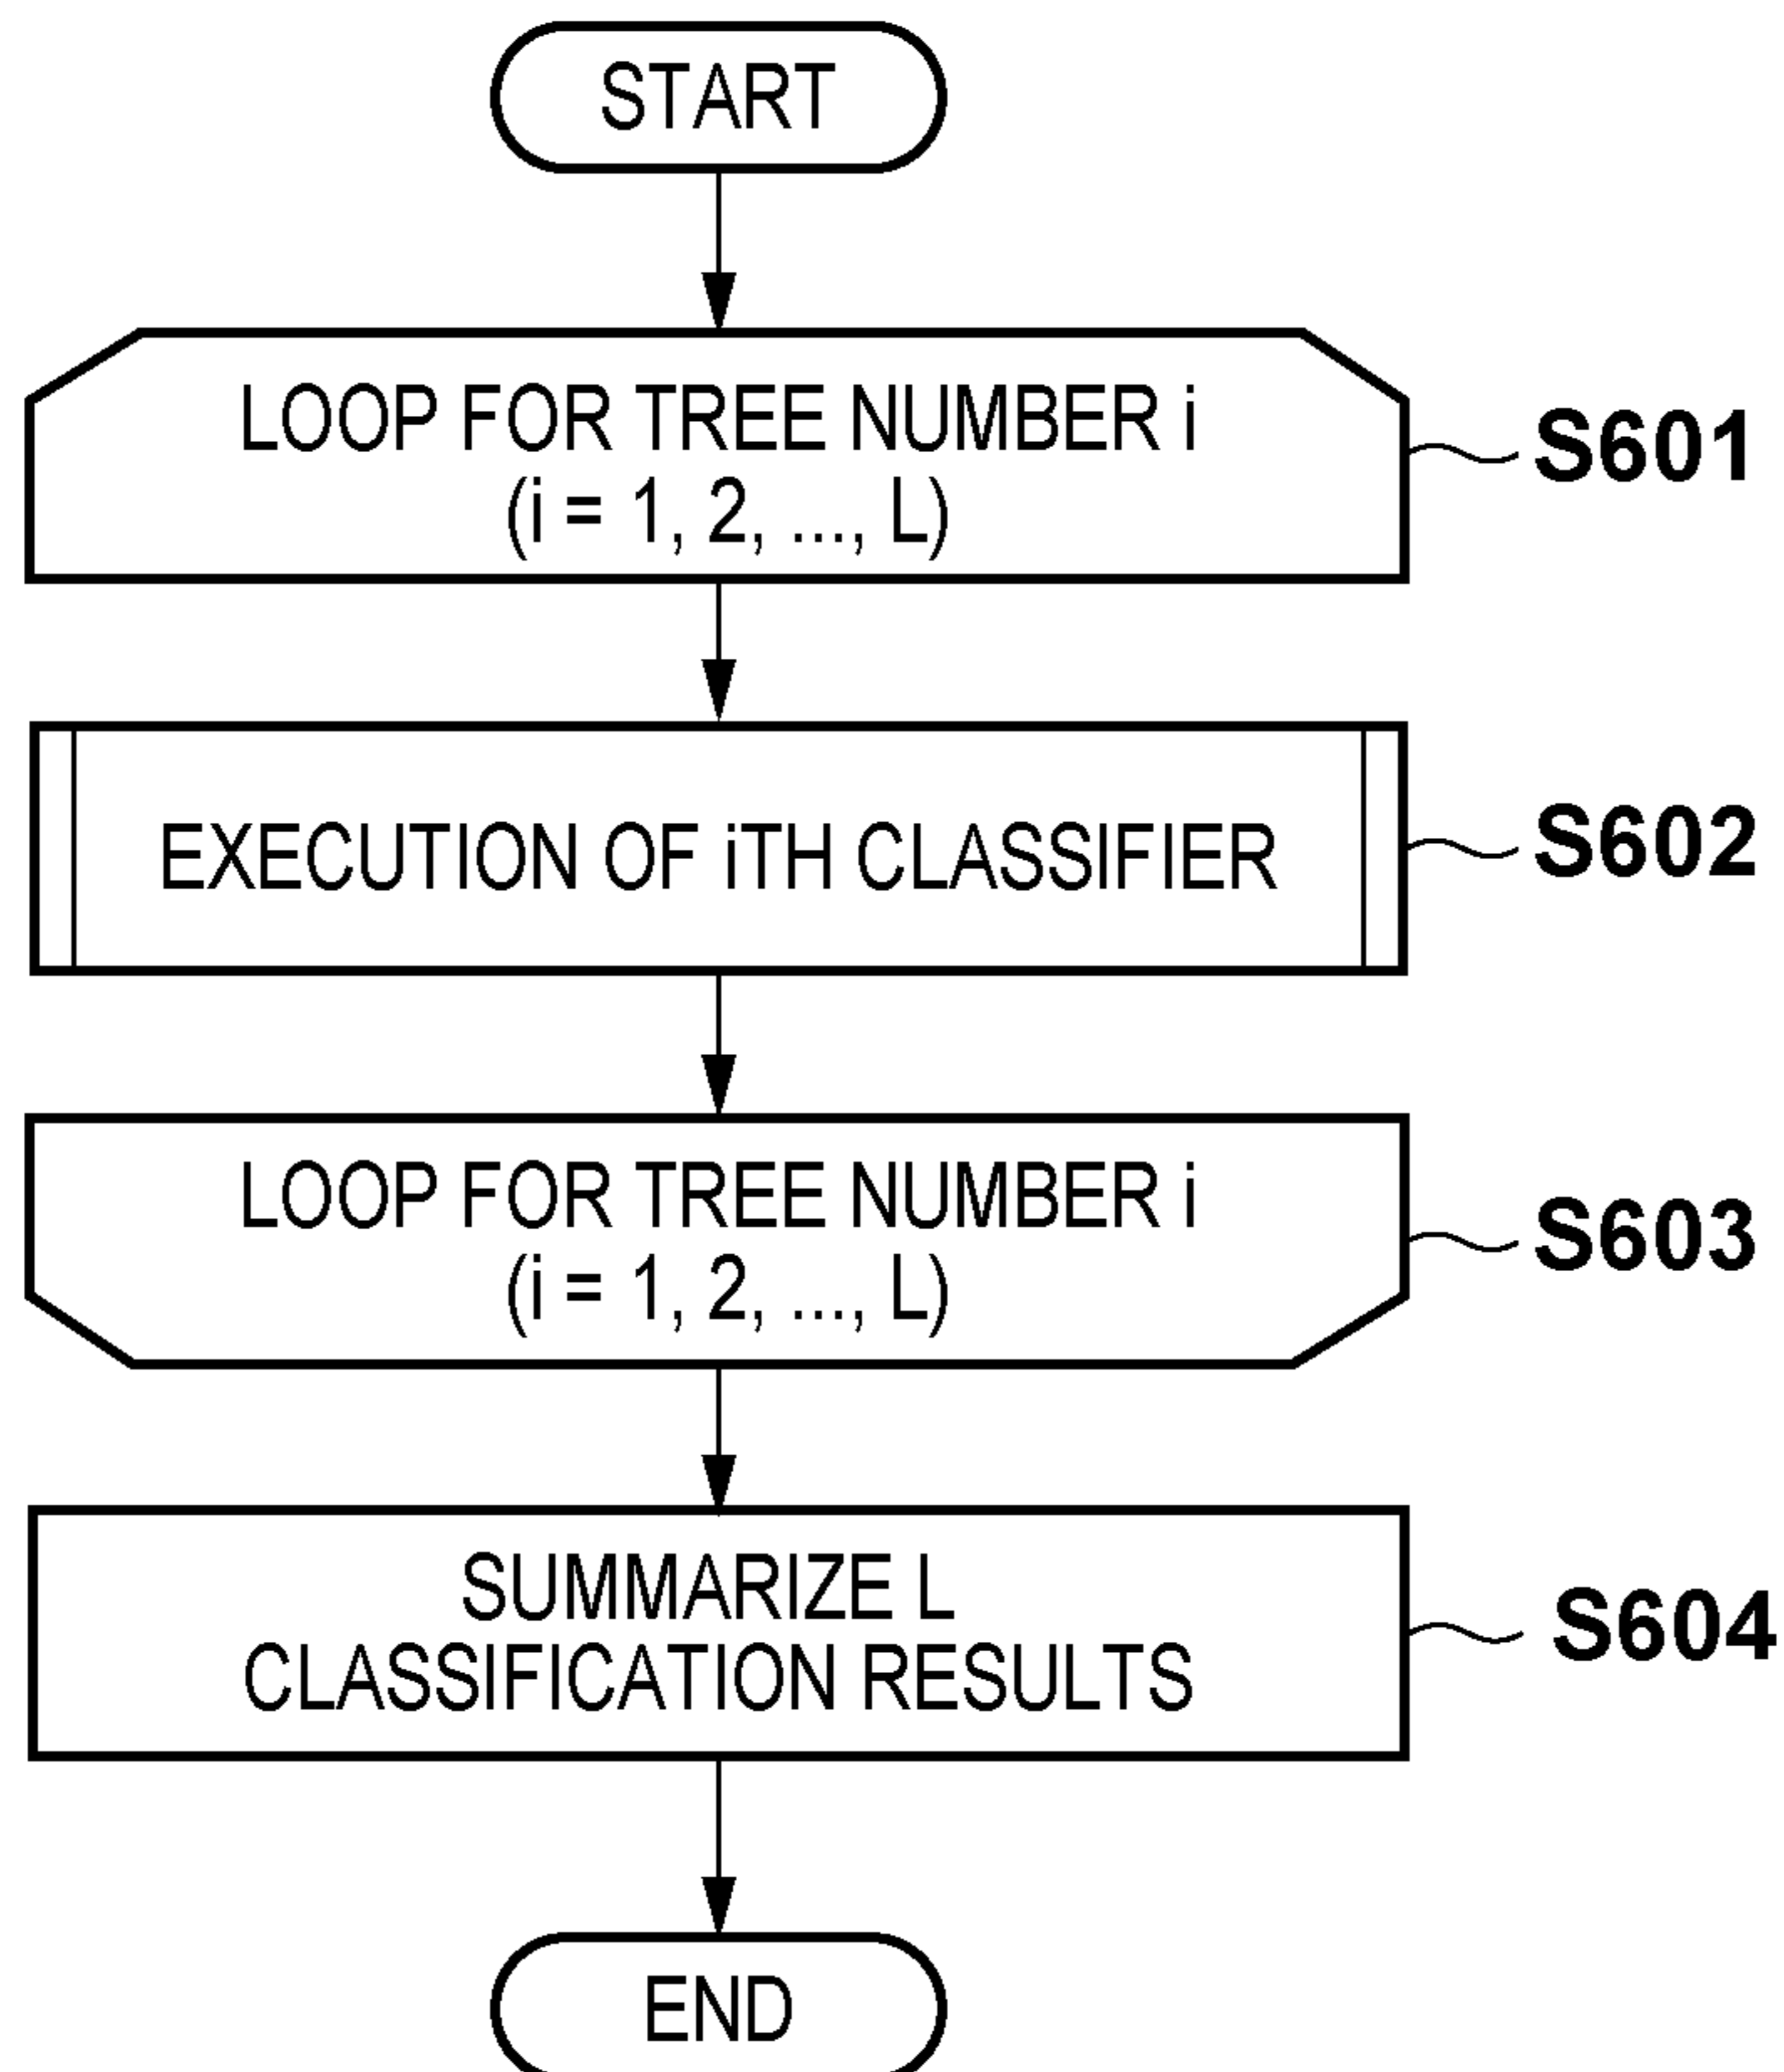 START
LOOP FOR TREE NUMBER i
(i = 1, 2, ..., L)
S601
EXECUTION OF iTH CLASSIFIER
S602
LOOP FOR TREE NUMBER i
(i = 1, 2, ..., L)
S603
SUMMARIZE L
CLASSIFICATION RESULTS
S604
END